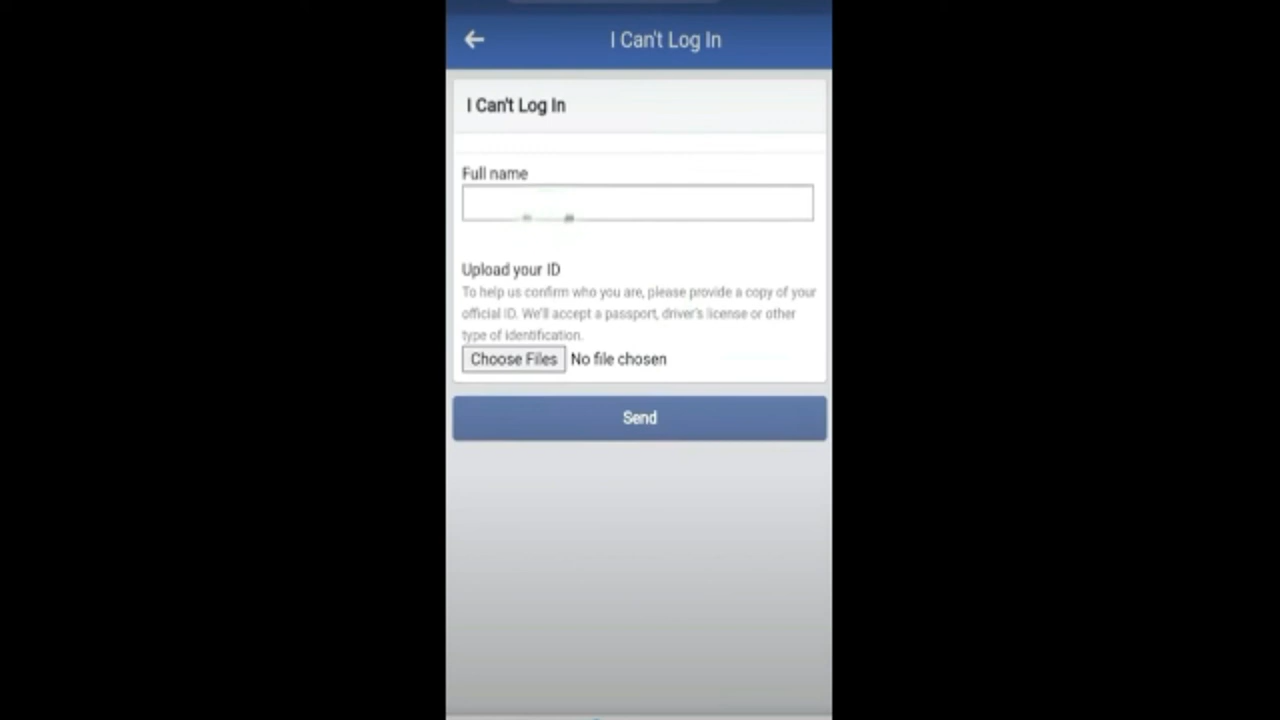 I Can't Log In
I Can't Log In
Full name
Upload your ID
To help us confirm who you are, please provide a copy of your
official ID. We'll accept a passport, driver's license or other
type of identification.
Choose Files No file chosen
Send